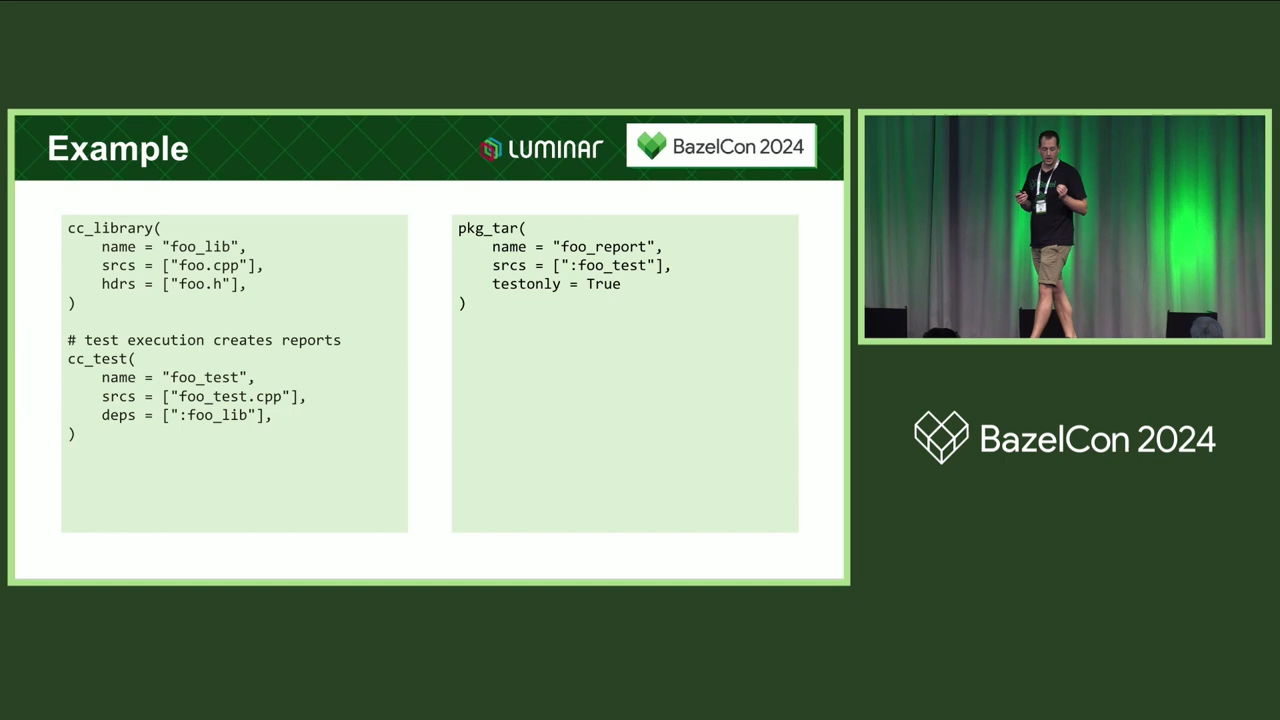 Example
LUMINAR
BazelCon 2024
cc_library(
    name = "foo_lib",
    srcs = ["foo.cpp"],
    hdrs = ["foo.h"],
)
# test execution creates reports
cc_test(
    name = "foo_test",
    srcs = ["foo_test.cpp"],
    deps = [":foo_lib"],
)
pkg_tar(
    name = "foo_report",
    srcs = [":foo_test"],
    testonly = True
)
BazelCon 2024